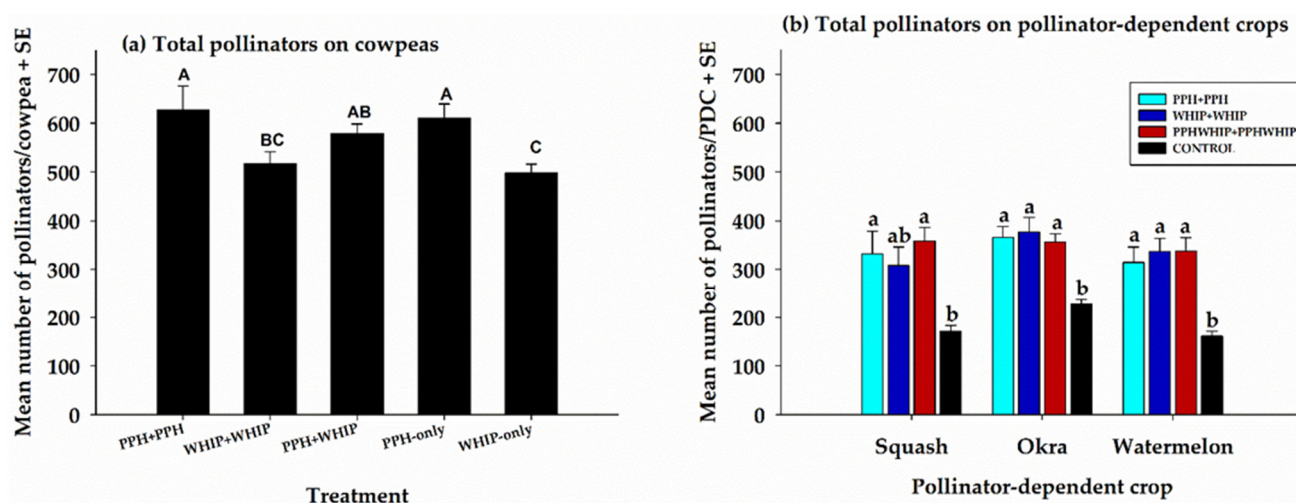 (a) Total pollinators on cowpeas
Mean number of pollinators/cowpea + SE
700
600
500
400
300
200
100
0
A
BC
AB
A
C
PPH+PPH
WHIP+WHIP
PPH+WHIP
PPH-only
WHIP-only
Treatment
(b) Total pollinators on pollinator-dependent crops
Mean number of pollinators/PDC + SE
700
600
500
400
300
200
100
0
PPH+PPH
WHIP+WHIP
PPHWHIP+PPHWHIP
CONTROL
a
ab
a
b
a
a
a
b
a
a
a
b
Squash
Okra
Watermelon
Pollinator-dependent crop